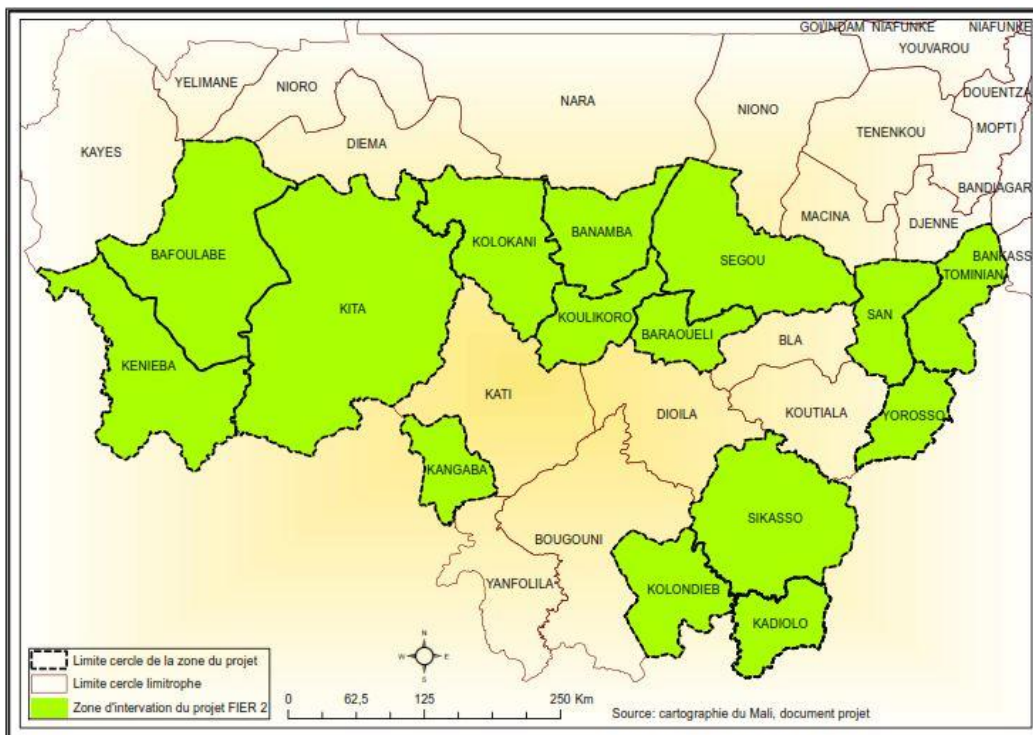 GOUNDAM NIAFUNKE NIAFUNKE
YOUVAROU
YELIMANE
NIORO
NARA
NIONO
DOUENTZA
TENENKOU
MOPTI
KAYES
DIEMA
BANDIAGAR
MACINA
DJENNE
BAFOULABE
KOLOKANI
BANAMBA
SEGOU
BANKASS
TOMINIAN
KITA
KOULIKORO
BARAOUELI
SAN
BLA
KENIEBA
KATI
DIOILA
KOUTIALA
YOROSSO
KANGABA
SIKASSO
BOUGOUNI
YANFOLILA
KOLONDIEB
KADIOLO
N
W E
S
Limite cercle de la zone du projet
Limite cercle limitrophe
Zone d'intervation du projet FIER 2
0 62,5 125 250 Km
Source: cartographie du Mali, document projet